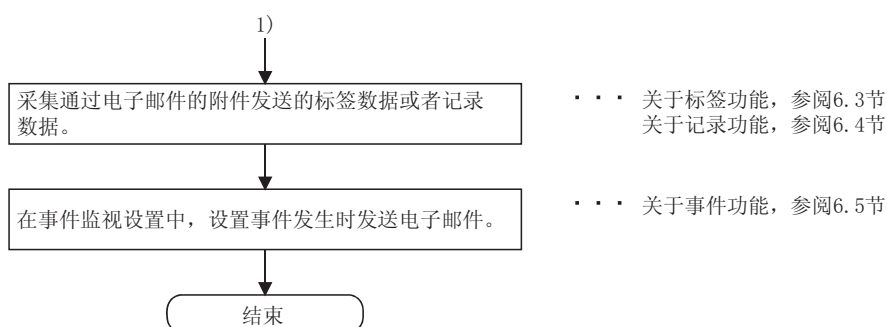 1)
采集通过电子邮件的附件发送的标签数据或者记录
数据。
··· 关于标签功能，参阅6.3节
关于记录功能，参阅6.4节
在事件监视设置中，设置事件发生时发送电子邮件。
··· 关于事件功能，参阅6.5节
结束